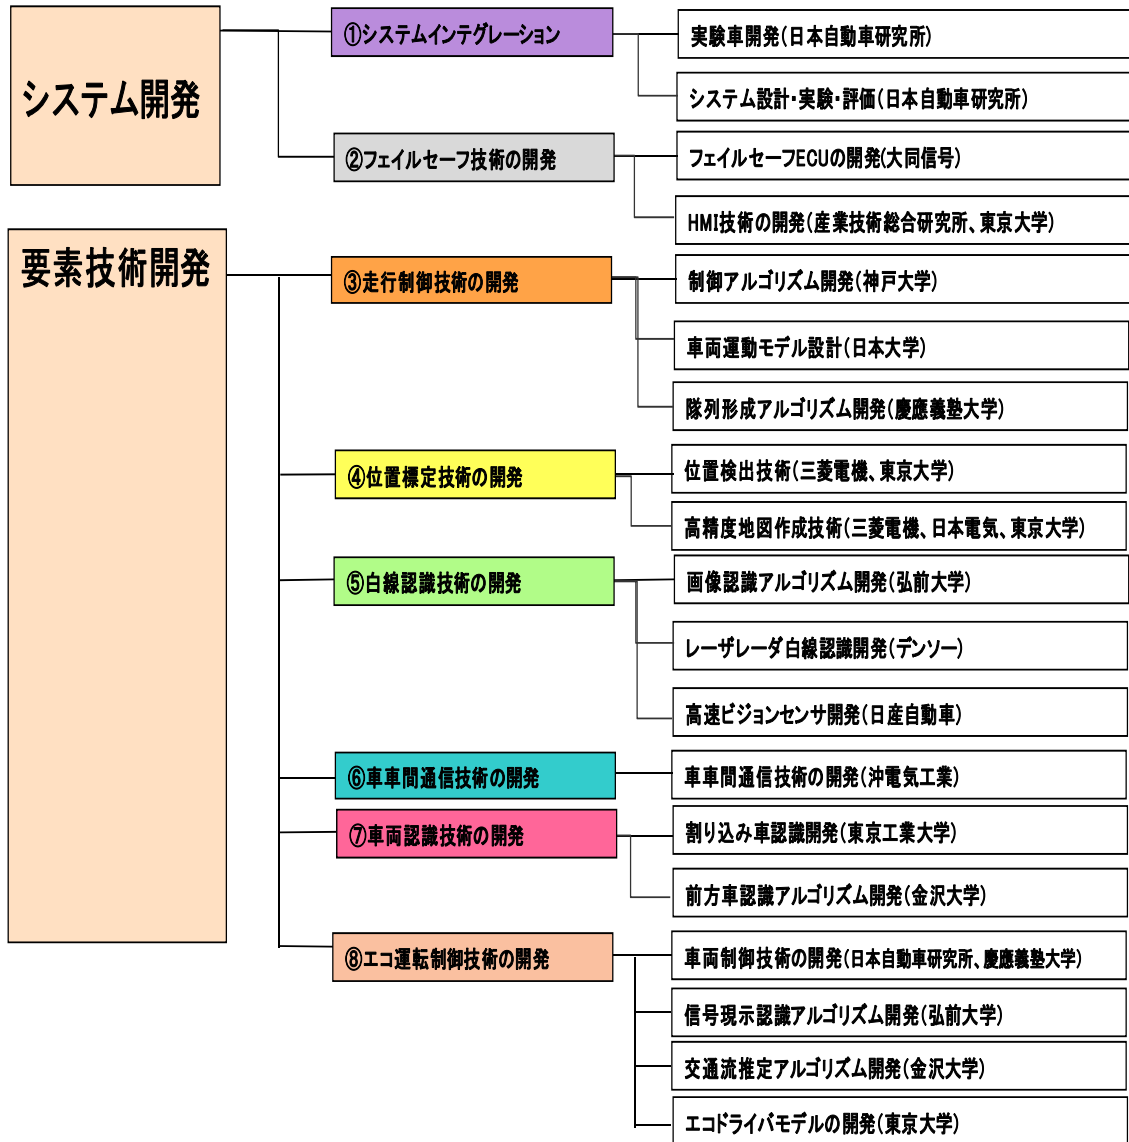 システム開発
①システムインテグレーション
実験車開発(日本自動車研究所)
システム設計・実験・評価(日本自動車研究所)
②フェイルセーフ技術の開発
フェイルセーフECUの開発(大同信号)
HMI技術の開発(産業技術総合研究所、東京大学)
要素技術開発
③走行制御技術の開発
制御アルゴリズム開発(神戸大学)
車両運動モデル設計(日本大学)
隊列形成アルゴリズム開発(慶應義塾大学)
④位置標定技術の開発
位置検出技術(三菱電機、東京大学)
高精度地図作成技術(三菱電機、日本電気、東京大学)
⑤白線認識技術の開発
画像認識アルゴリズム開発(弘前大学)
レーザレーダ白線認識開発(デンソー)
高速ビジョンセンサ開発(日産自動車)
⑥車車間通信技術の開発
車車間通信技術の開発(沖電気工業)
⑦車両認識技術の開発
割り込み車認識開発(東京工業大学)
前方車認識アルゴリズム開発(金沢大学)
⑧エコ運転制御技術の開発
車両制御技術の開発(日本自動車研究所、慶應義塾大学)
信号現示認識アルゴリズム開発(弘前大学)
交通流推定アルゴリズム開発(金沢大学)
エコドライバモデルの開発(東京大学)